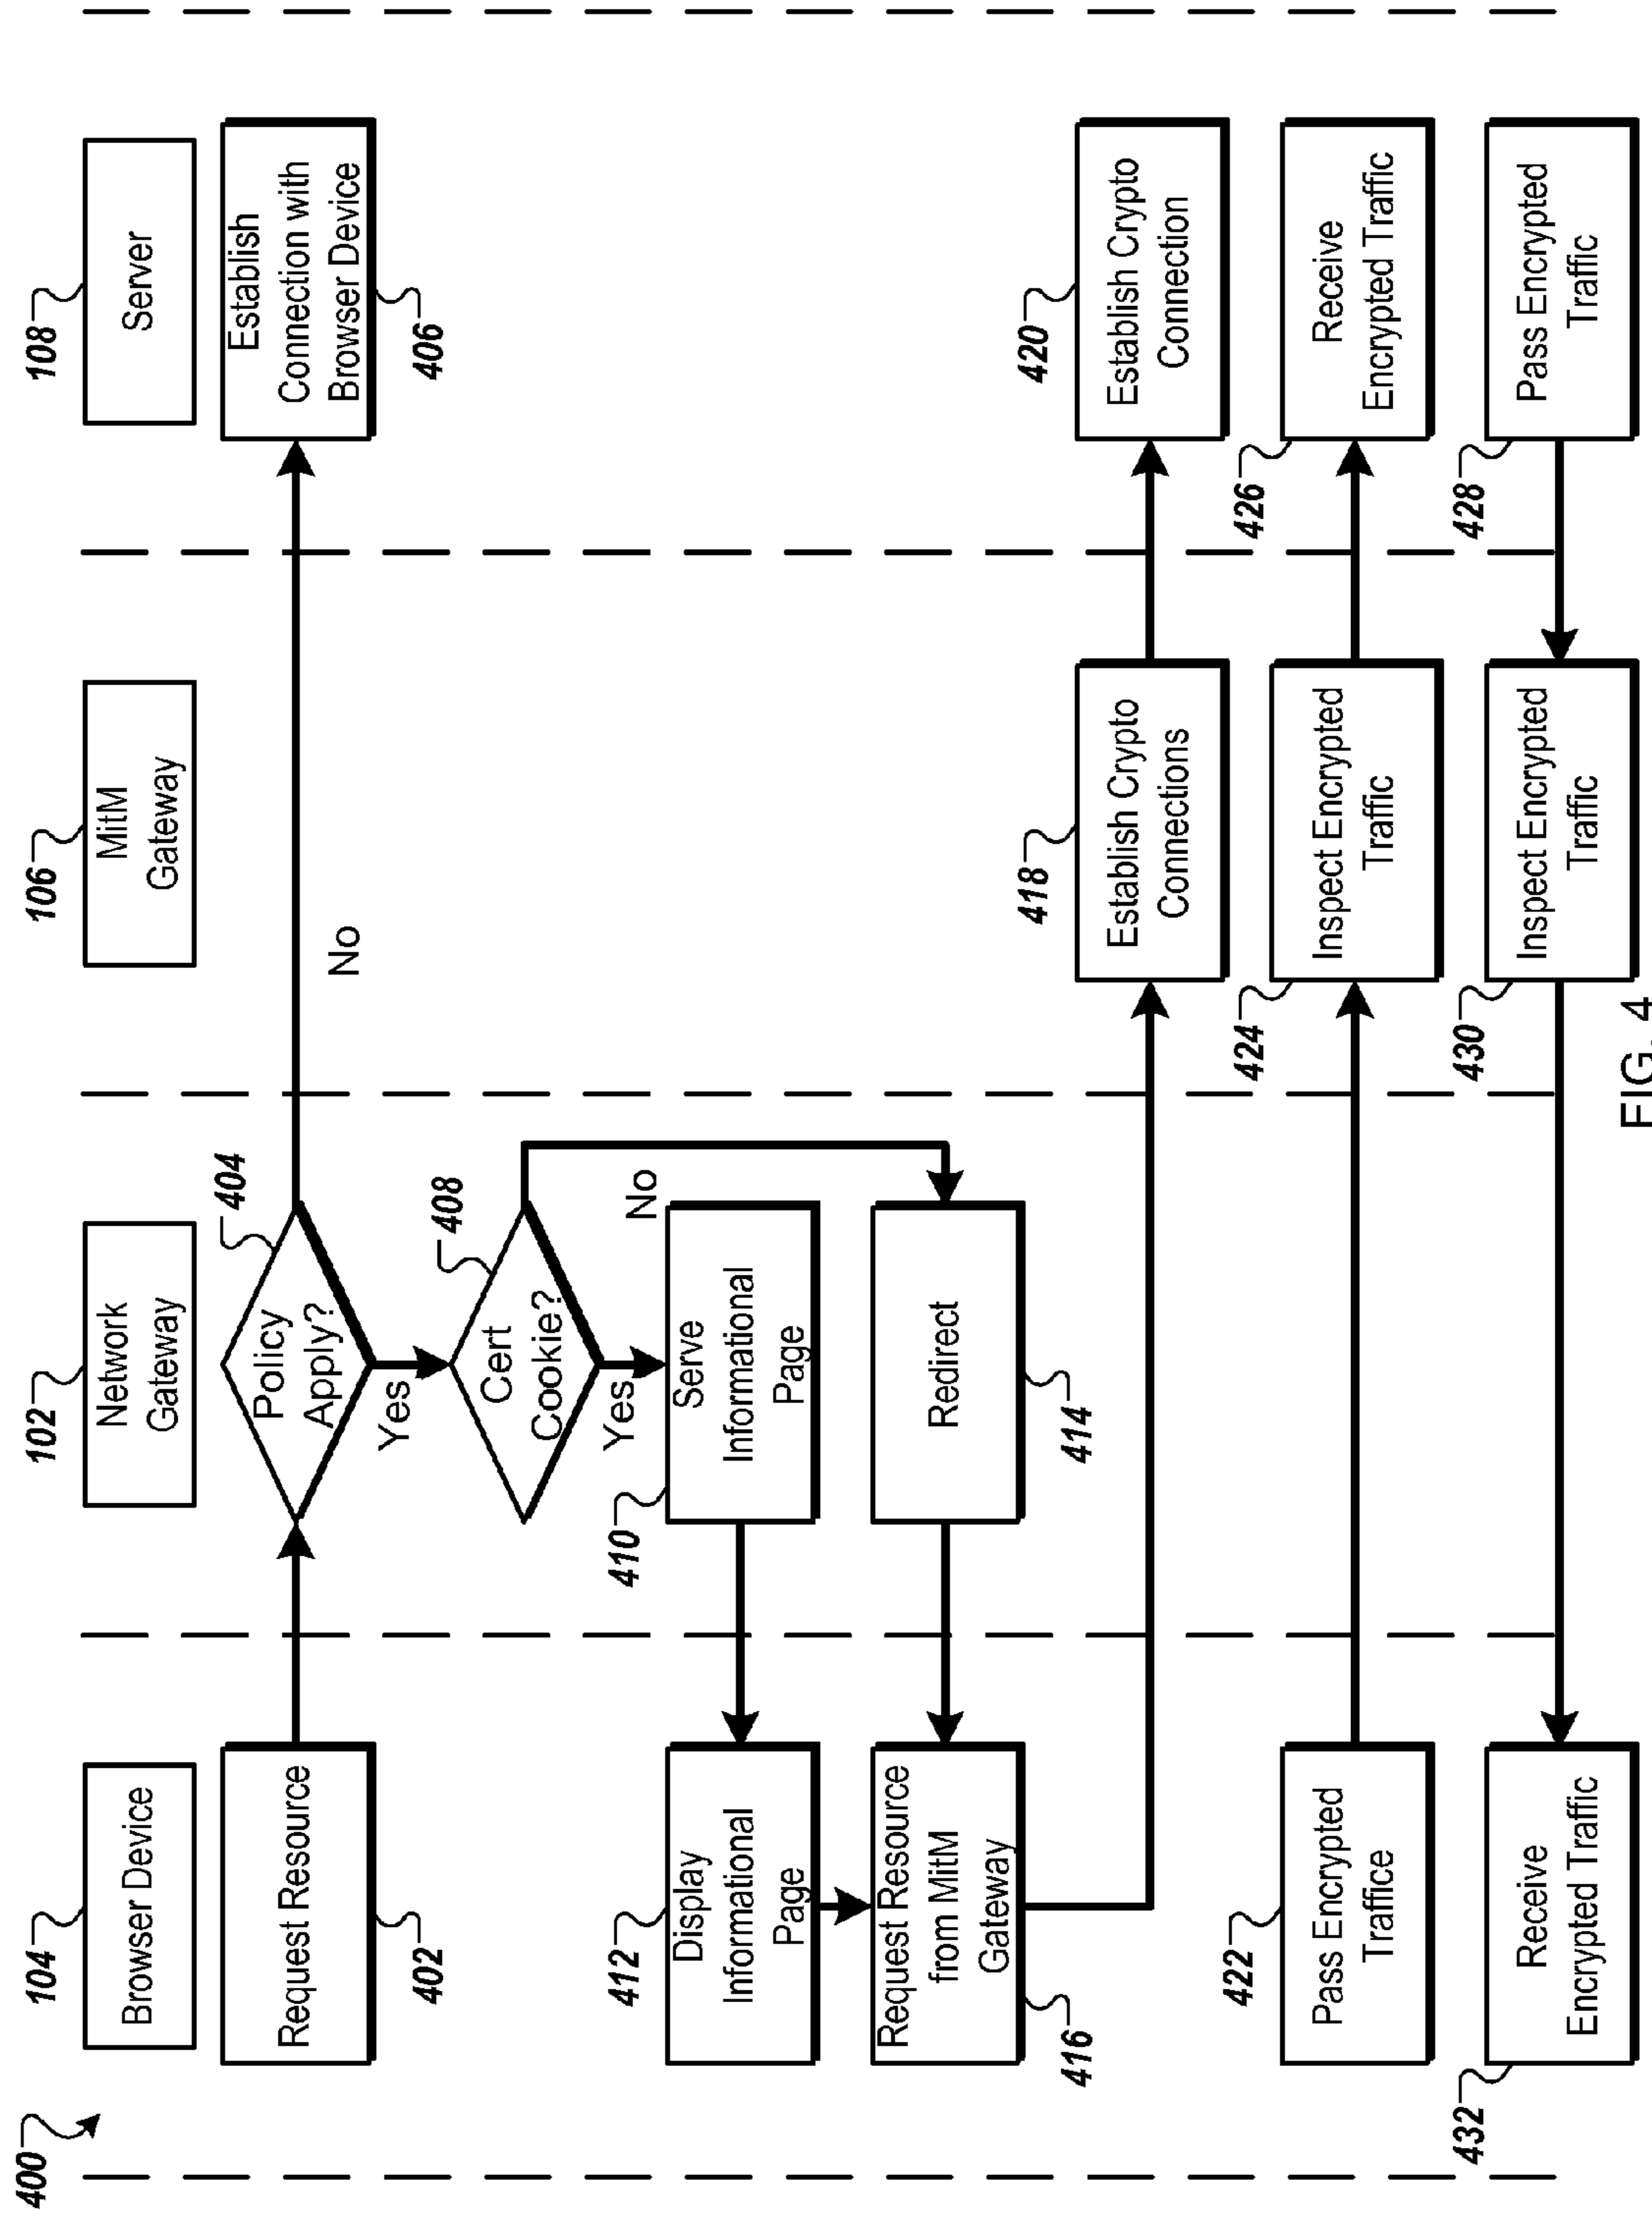 400
104
102
106
108
Browser Device
Network
Gateway
MitM
Gateway
Server
Request Resource
402
Policy
Apply?
404
No
Establish
Connection with
Browser Device
406
Yes
Cert
Cookie?
408
Yes
No
410
Serve
Informational
Page
412
Display
Informational
Page
Redirect
414
Request Resource
from MitM
Gateway
416
418
Establish Crypto
Connections
420
Establish Crypto
Connection
422
Pass Encrypted
Traffice
424
Inspect Encrypted
Traffic
426
Receive
Encrypted Traffic
428
Pass Encrypted
Traffic
430
Inspect Encrypted
Traffic
432
Receive
Encrypted Traffic
FIG. 4